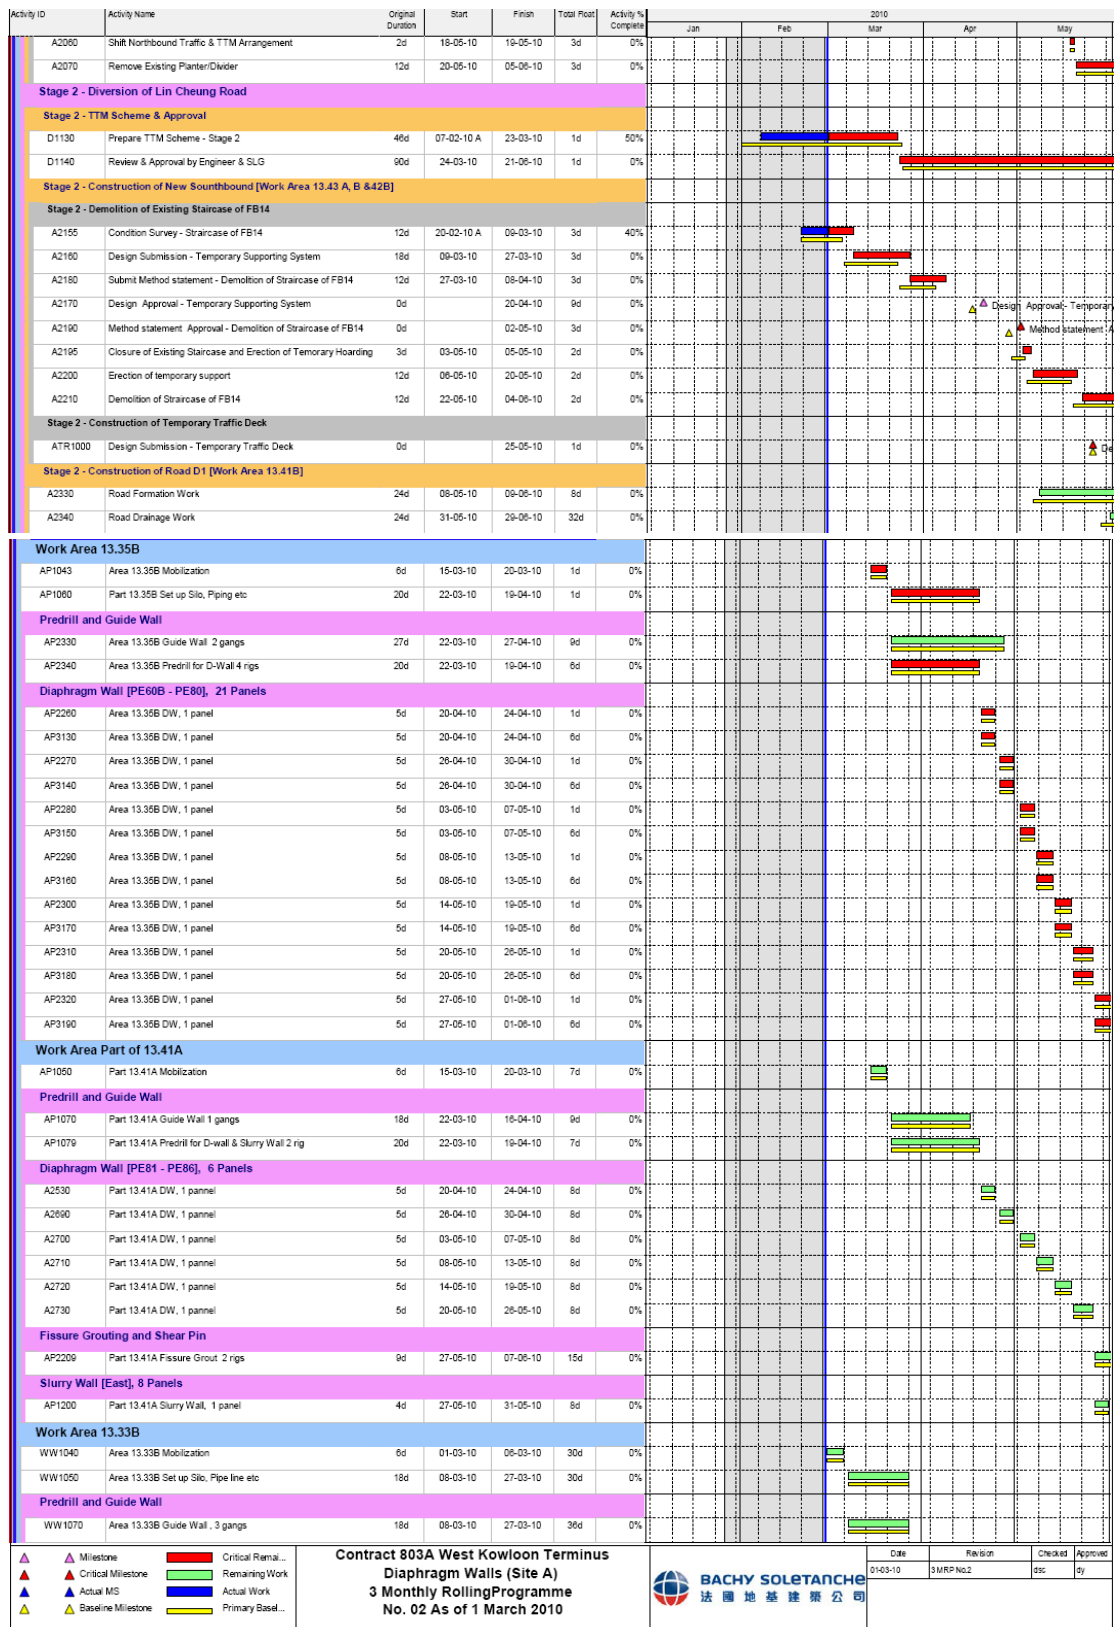 Activity ID Activity Name Original Duration Start Finish Total Float Activity % Complete 2010
Jan Feb Mar Apr May
A2060 Shift Northbound Traffic & TTM Arrangement 2d 18-05-10 19-05-10 3d 0%
A2070 Remove Existing Planter/Divider 12d 20-05-10 05-06-10 3d 0%
Stage 2 - Diversion of Lin Cheung Road
Stage 2 - TTM Scheme & Approval
D1130 Prepare TTM Scheme - Stage 2 46d 07-02-10 A 23-03-10 1d 50%
D1140 Review & Approval by Engineer & SLG 90d 24-03-10 21-06-10 1d 0%
Stage 2 - Construction of New Sounthbound [Work Area 13.43 A, B &42B]
Stage 2 - Demolition of Existing Staircase of FB14
A2155 Condition Survey - Straircase of FB14 12d 20-02-10 A 09-03-10 3d 40%
A2160 Design Submission - Temporary Supporting System 18d 09-03-10 27-03-10 3d 0%
A2180 Submit Method statement - Demolition of Straircase of FB14 12d 27-03-10 08-04-10 3d 0%
A2170 Design Approval - Temporary Supporting System 0d 20-04-10 9d 0% Design Approval - Temporary
A2190 Method statement Approval - Demolition of Straircase of FB14 0d 02-05-10 3d 0% Method statement A
A2195 Closure of Existing Staircase and Erection of Temorary Hoarding 3d 03-05-10 05-05-10 2d 0%
A2200 Erection of temporary support 12d 06-05-10 20-05-10 2d 0%
A2210 Demolition of Straircase of FB14 12d 22-05-10 04-06-10 2d 0%
Stage 2 - Construction of Temporary Traffic Deck
ATR1000 Design Submission - Temporary Traffic Deck 0d 25-05-10 1d 0% De
Stage 2 - Construction of Road D1 [Work Area 13.41B]
A2330 Road Formation Work 24d 08-05-10 09-06-10 8d 0%
A2340 Road Drainage Work 24d 31-05-10 29-06-10 32d 0%
Work Area 13.35B
AP1043 Area 13.35B Mobilization 6d 15-03-10 20-03-10 1d 0%
AP1060 Part 13.35B Set up Silo, Piping etc 20d 22-03-10 19-04-10 1d 0%
Predrill and Guide Wall
AP2330 Area 13.35B Guide Wall 2 gangs 27d 22-03-10 27-04-10 9d 0%
AP2340 Area 13.35B Predrill for D-Wall 4 rigs 20d 22-03-10 19-04-10 6d 0%
Diaphragm Wall [PE60B - PE80], 21 Panels
AP2260 Area 13.35B DW, 1 panel 5d 20-04-10 24-04-10 1d 0%
AP3130 Area 13.35B DW, 1 panel 5d 20-04-10 24-04-10 6d 0%
AP2270 Area 13.35B DW, 1 panel 5d 26-04-10 30-04-10 1d 0%
AP3140 Area 13.35B DW, 1 panel 5d 26-04-10 30-04-10 6d 0%
AP2280 Area 13.35B DW, 1 panel 5d 03-05-10 07-05-10 1d 0%
AP3150 Area 13.35B DW, 1 panel 5d 03-05-10 07-05-10 6d 0%
AP2290 Area 13.35B DW, 1 panel 5d 08-05-10 13-05-10 1d 0%
AP3160 Area 13.35B DW, 1 panel 5d 08-05-10 13-05-10 6d 0%
AP2300 Area 13.35B DW, 1 panel 5d 14-05-10 19-05-10 1d 0%
AP3170 Area 13.35B DW, 1 panel 5d 14-05-10 19-05-10 6d 0%
AP2310 Area 13.35B DW, 1 panel 5d 20-05-10 26-05-10 1d 0%
AP3180 Area 13.35B DW, 1 panel 5d 20-05-10 26-05-10 6d 0%
AP2320 Area 13.35B DW, 1 panel 5d 27-05-10 01-06-10 1d 0%
AP3190 Area 13.35B DW, 1 panel 5d 27-05-10 01-06-10 6d 0%
Work Area Part of 13.41A
AP1050 Part 13.41A Mobilization 6d 15-03-10 20-03-10 7d 0%
Predrill and Guide Wall
AP1070 Part 13.41A Guide Wall 1 gangs 18d 22-03-10 16-04-10 9d 0%
AP1079 Part 13.41A Predrill for D-wall & Slurry Wall 2 rig 20d 22-03-10 19-04-10 7d 0%
Diaphragm Wall [PE81 - PE86], 6 Panels
A2530 Part 13.41A DW, 1 pannel 5d 20-04-10 24-04-10 8d 0%
A2690 Part 13.41A DW, 1 pannel 5d 26-04-10 30-04-10 8d 0%
A2700 Part 13.41A DW, 1 pannel 5d 03-05-10 07-05-10 8d 0%
A2710 Part 13.41A DW, 1 pannel 5d 08-05-10 13-05-10 8d 0%
A2720 Part 13.41A DW, 1 pannel 5d 14-05-10 19-05-10 8d 0%
A2730 Part 13.41A DW, 1 pannel 5d 20-05-10 26-05-10 8d 0%
Fissure Grouting and Shear Pin
AP2209 Part 13.41A Fissure Grout 2 rigs 9d 27-05-10 07-06-10 15d 0%
Slurry Wall [East], 8 Panels
AP1200 Part 13.41A Slurry Wall, 1 panel 4d 27-05-10 31-05-10 8d 0%
Work Area 13.33B
WW1040 Area 13.33B Mobilization 6d 01-03-10 06-03-10 30d 0%
WW1050 Area 13.33B Set up Silo, Pipe line etc 18d 08-03-10 27-03-10 30d 0%
Predrill and Guide Wall
WW1070 Area 13.33B Guide Wall , 3 gangs 18d 08-03-10 27-03-10 36d 0%
Milestone Critical Remai...
Critical Milestone Remaining Work
Actual MS Actual Work
Baseline Milestone Primary Basel...
Contract 803A West Kowloon Terminus
Diaphragm Walls (Site A)
3 Monthly RollingProgramme
No. 02 As of 1 March 2010
BACHY SOLETANCHE
法國地基建築公司
Date Revision Checked Approved
01-03-10 3 MRP No.2 dsc dy